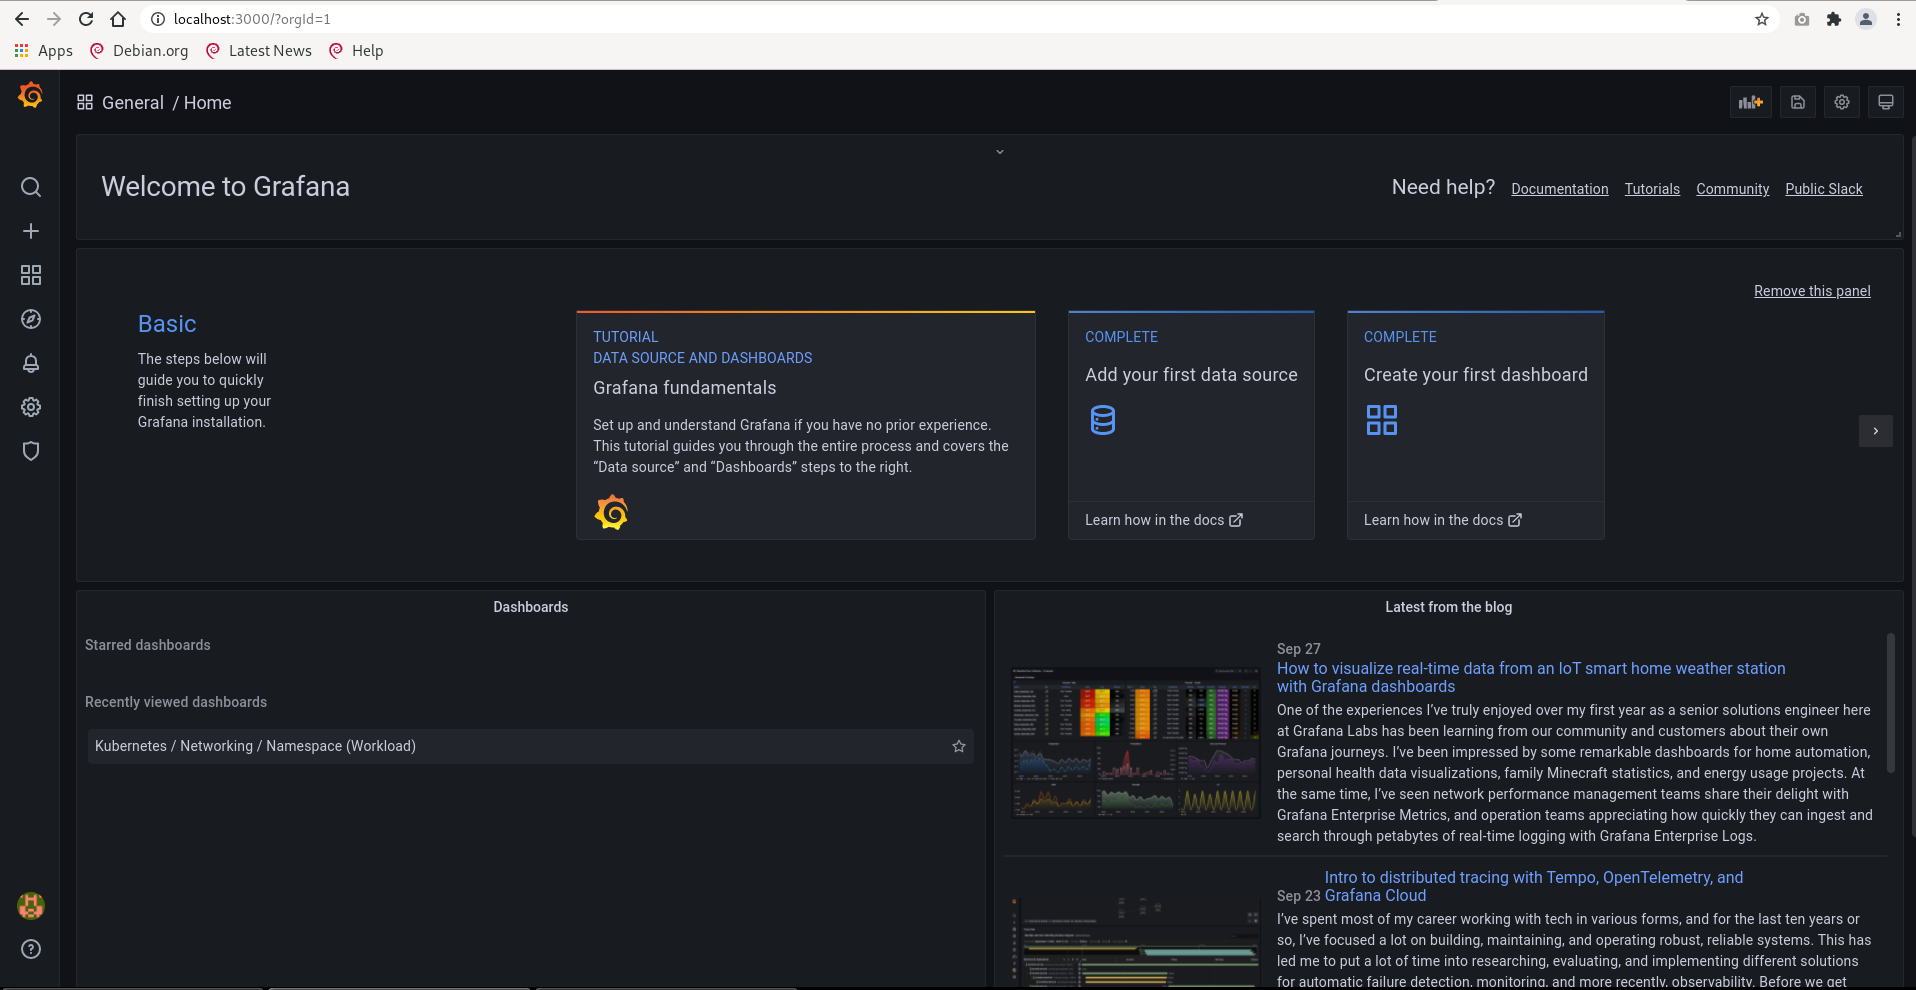 localhost:3000/?orgId=1
Apps Debian.org Latest News Help
General / Home
Welcome to Grafana
Need help? Documentation Tutorials Community Public Slack
Remove this panel
Basic
The steps below will
guide you to quickly
finish setting up your
Grafana installation.
TUTORIAL
DATA SOURCE AND DASHBOARDS
Grafana fundamentals
Set up and understand Grafana if you have no prior experience.
This tutorial guides you through the entire process and covers the
“Data source” and “Dashboards” steps to the right.
COMPLETE
Add your first data source
Learn how in the docs
COMPLETE
Create your first dashboard
Learn how in the docs
Dashboards
Starred dashboards
Recently viewed dashboards
Kubernetes / Networking / Namespace (Workload)
Latest from the blog
Sep 27
How to visualize real-time data from an IoT smart home weather station
with Grafana dashboards
One of the experiences I’ve truly enjoyed over my first year as a senior solutions engineer here
at Grafana Labs has been learning from our community and customers about their own
Grafana journeys. I’ve been impressed by some remarkable dashboards for home automation,
personal health data visualizations, family Minecraft statistics, and energy usage projects. At
the same time, I’ve seen network performance management teams share their delight with
Grafana Enterprise Metrics, and operation teams appreciating how quickly they can ingest and
search through petabytes of real-time logging with Grafana Enterprise Logs.
Intro to distributed tracing with Tempo, OpenTelemetry, and
Sep 23 Grafana Cloud
I’ve spent most of my career working with tech in various forms, and for the last ten years or
so, I’ve focused a lot on building, maintaining, and operating robust, reliable systems. This has
led me to put a lot of time into researching, evaluating, and implementing different solutions
for automatic failure detection, monitoring, and more recently, observability. Before we get